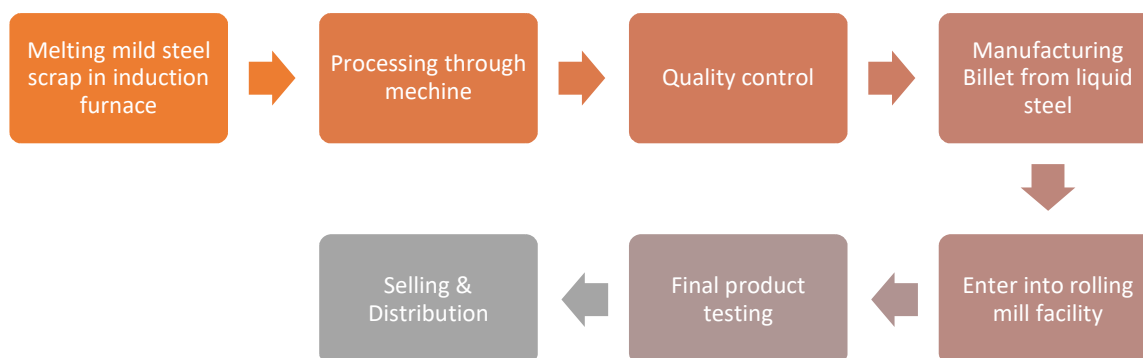 Melting mild steel
scrap in induction
furnace
Processing through
mechine
Quality control
Manufacturing
Billet from liquid
steel
Enter into rolling
mill facility
Final product
testing
Selling &
Distribution